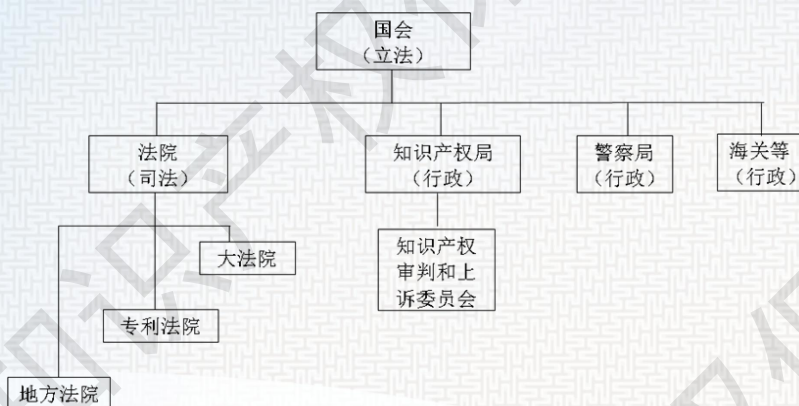 国会
（立法）
法院
（司法）
知识产权局
（行政）
警察局
（行政）
海关等
（行政）
大法院
知识产权
审判和上
诉委员会
专利法院
地方法院